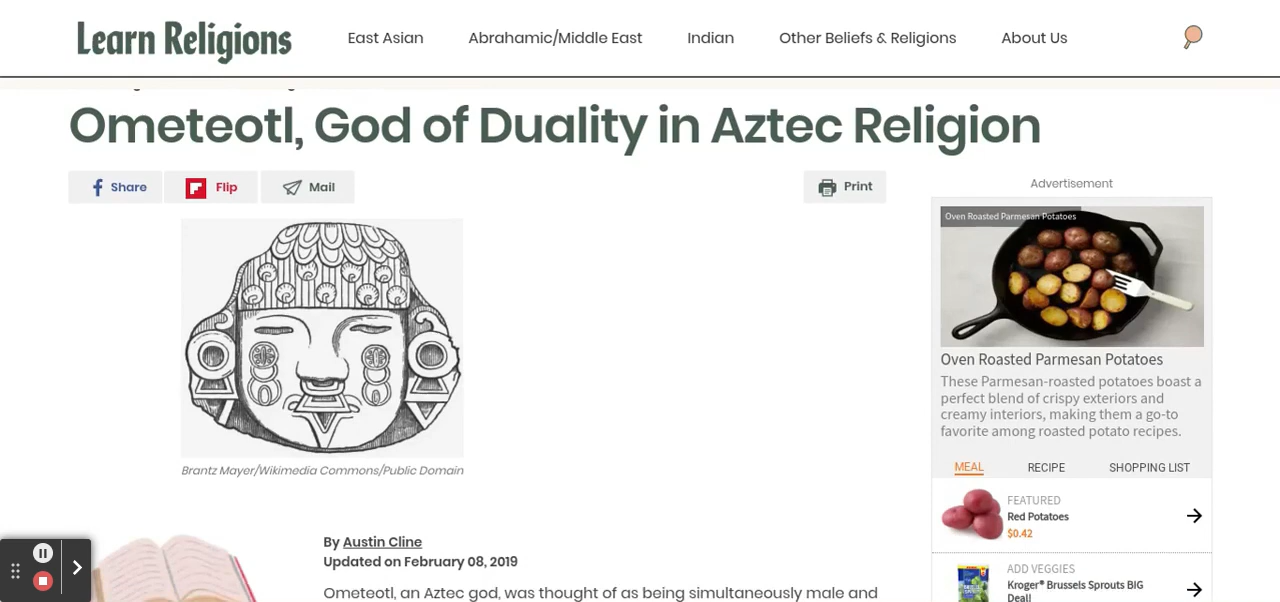 Learn Religions
East Asian
Abrahamic/Middle East
Indian
Other Beliefs & Religions
About Us
Ometeotl, God of Duality in Aztec Religion
Share
Flip
Mail
Print
Brantz Mayer/Wikimedia Commons/Public Domain
By Austin Cline
Updated on February 08, 2019
Ometeotl, an Aztec god, was thought of as being simultaneously male and
Advertisement
Oven Roasted Parmesan Potatoes
Oven Roasted Parmesan Potatoes
These Parmesan-roasted potatoes boast a
perfect blend of crispy exteriors and
creamy interiors, making them a go-to
favorite among roasted potato recipes.
MEAL
RECIPE
SHOPPING LIST
FEATURED
Red Potatoes
$0.42
ADD VEGGIES
Kroger® Brussels Sprouts BIG
Deal!